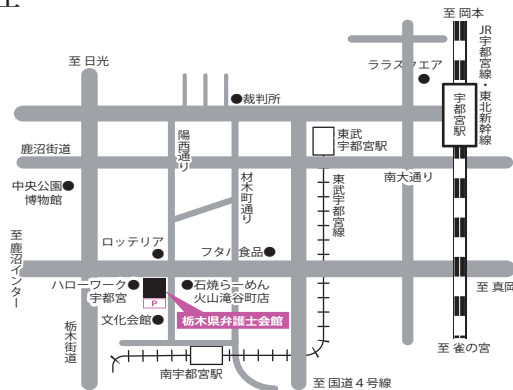 至 岡本
JR宇都宮線・東北新幹線
ララスクエア
至 日光
裁判所
宇都宮駅
東武
宇都宮駅
陽西通り
鹿沼街道
材木町通り
東武宇都宮線
南大通り
中央公園
博物館
至鹿沼インター
ロッテリア
フタバ食品
至 真岡
ハローワーク
宇都宮
P
石焼らーめん
火山滝谷町店
文化会館
栃木県弁護士会館
栃木街道
至 雀の宮
南宇都宮駅
至 国道4号線